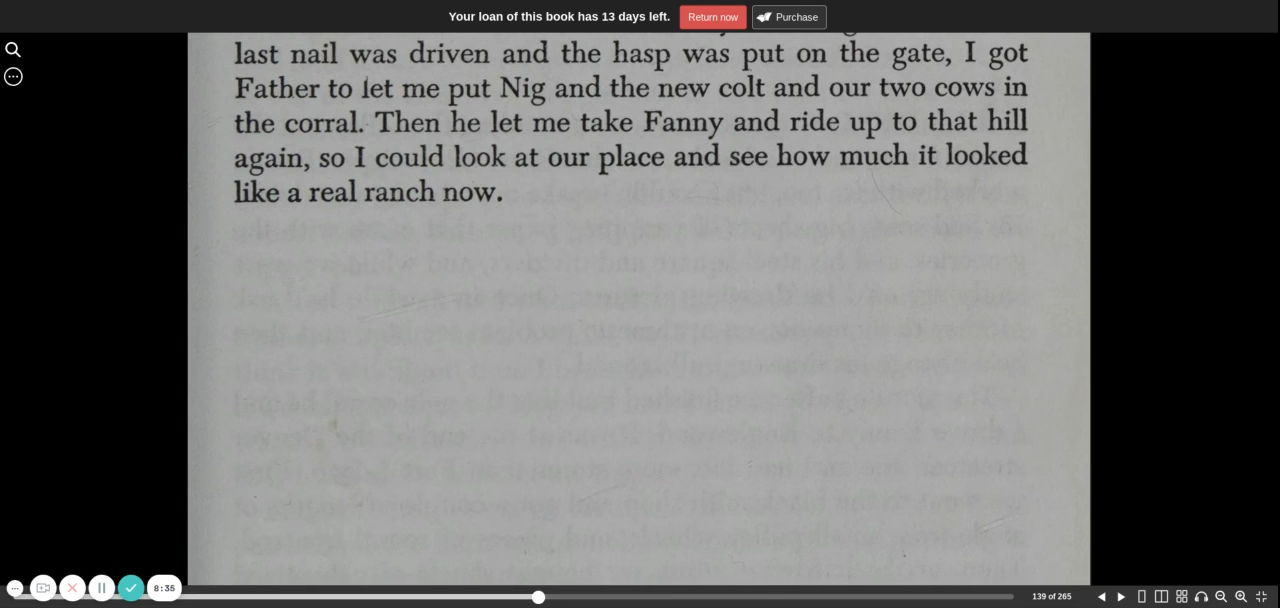 Your loan of this book has 13 days left. Return now Purchase
last nail was driven and the hasp was put on the gate, I got
Father to let me put Nig and the new colt and our two cows in
the corral. Then he let me take Fanny and ride up to that hill
again, so I could look at our place and see how much it looked
like a real ranch now.
8:35
139 of 265